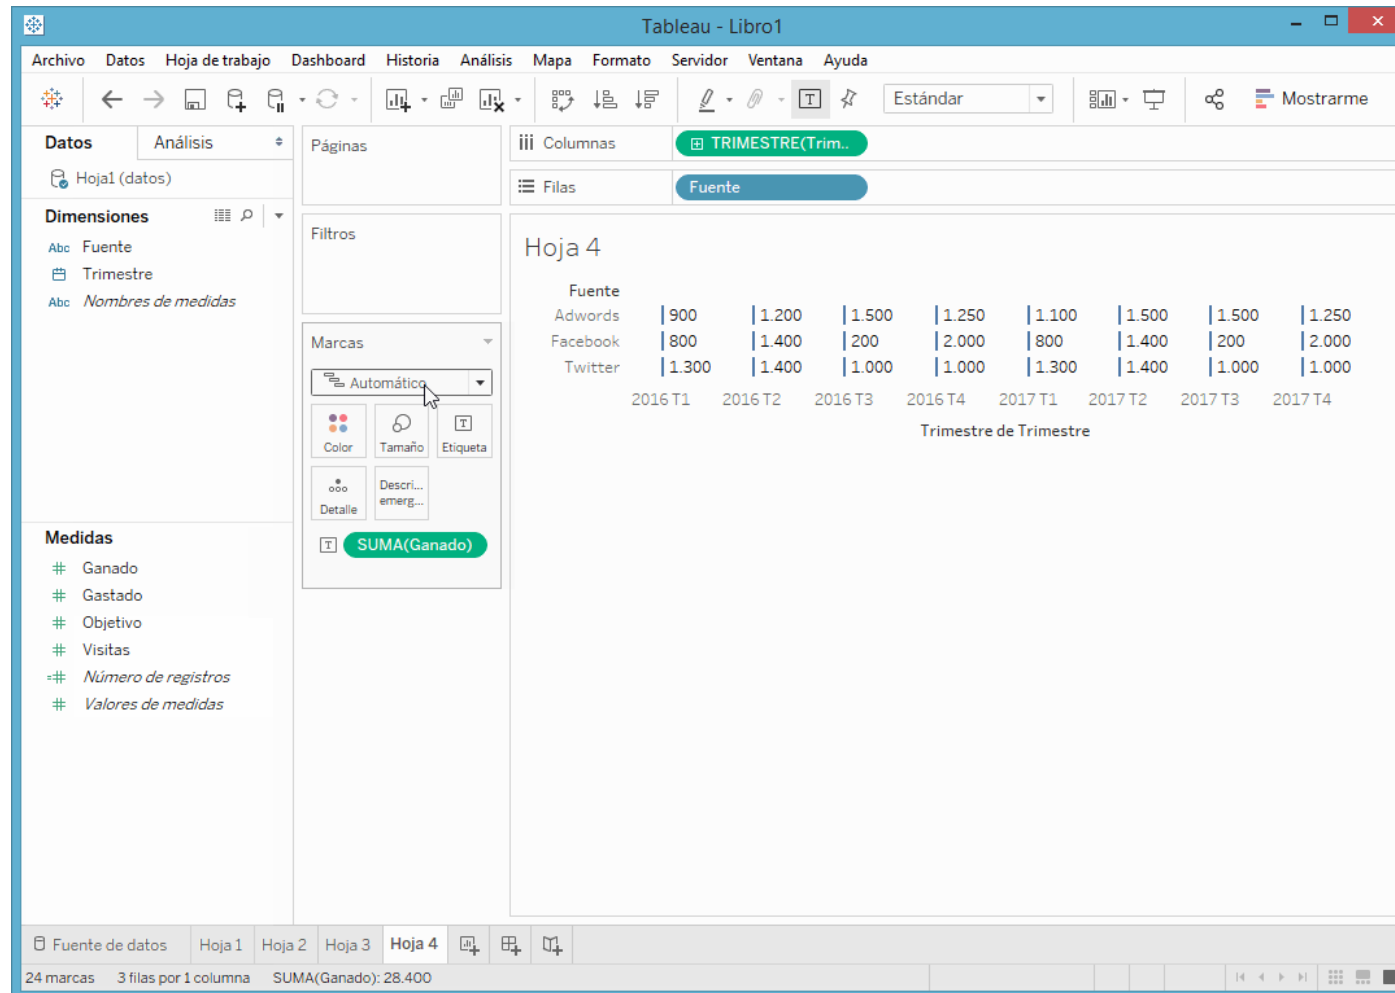 Tableau - Libro1
Archivo Datos Hoja de trabajo Dashboard Historia Análisis Mapa Formato Servidor Ventana Ayuda
T Estándar Mostrarme
Datos Análisis
Hoja1 (datos)
Dimensiones
Abc Fuente
Trimestre
Abc Nombres de medidas
Medidas
# Ganado
# Gastado
# Objetivo
# Visitas
=# Número de registros
# Valores de medidas
Páginas
Filtros
Marcas
Automático
Color Tamaño T Etiqueta
Detalle Descri... emerg...
T SUMA(Ganado)
iii Columnas TRIMESTRE(Trim..
Filas Fuente
Hoja 4
Fuente
Adwords 900 1.200 1.500 1.250 1.100 1.500 1.500 1.250
Facebook 800 1.400 200 2.000 800 1.400 200 2.000
Twitter 1.300 1.400 1.000 1.000 1.300 1.400 1.000 1.000
2016 T1 2016 T2 2016 T3 2016 T4 2017 T1 2017 T2 2017 T3 2017 T4
Trimestre de Trimestre
Fuente de datos Hoja 1 Hoja 2 Hoja 3 Hoja 4
24 marcas 3 filas por 1 columna SUMA(Ganado): 28.400